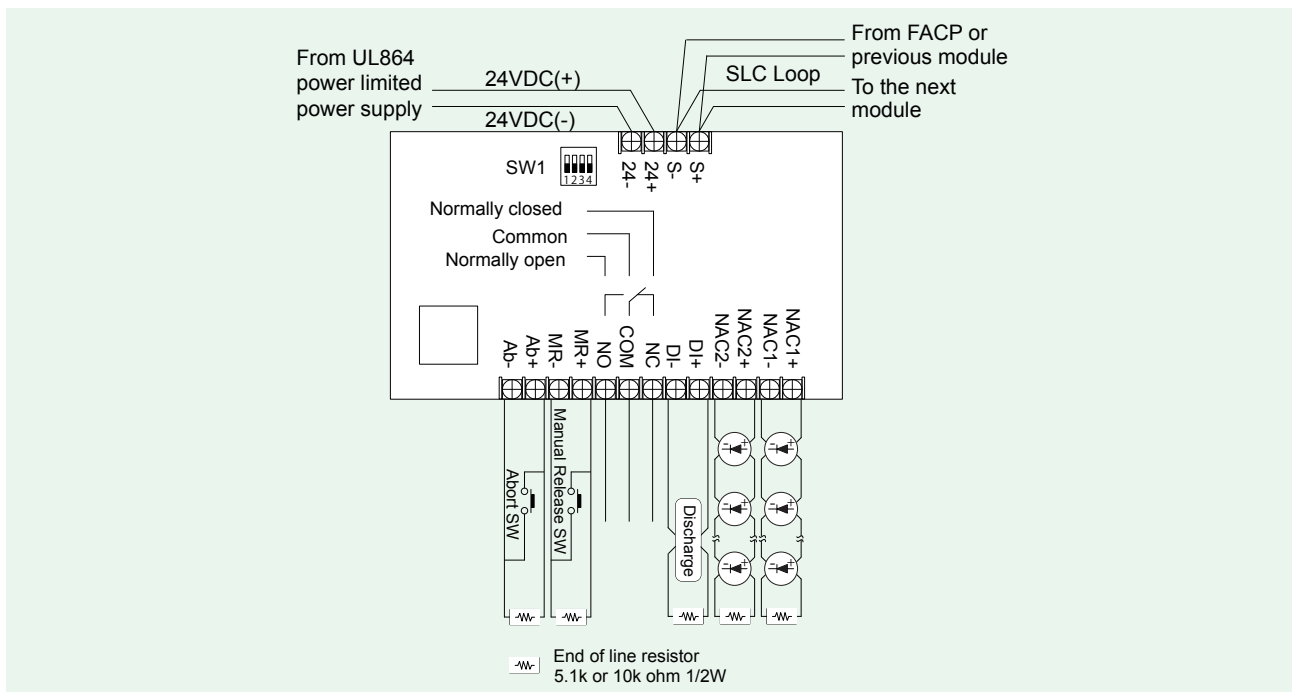 From UL864
power limited
power supply
24VDC(+)
24VDC(-)
SLC Loop
From FACP or
previous module
To the next
module
SW1
1234
24-
24+
S-
S+
Normally closed
Common
Normally open
Ab-
Ab+
MR-
MR+
NO
COM
NC
DI-
DI+
NAC2-
NAC2+
NAC1-
NAC1+
Abort SW
Manual Release SW
Discharge
- +
- +
- +
- +
- +
- +
End of line resistor
5.1k or 10k ohm 1/2W